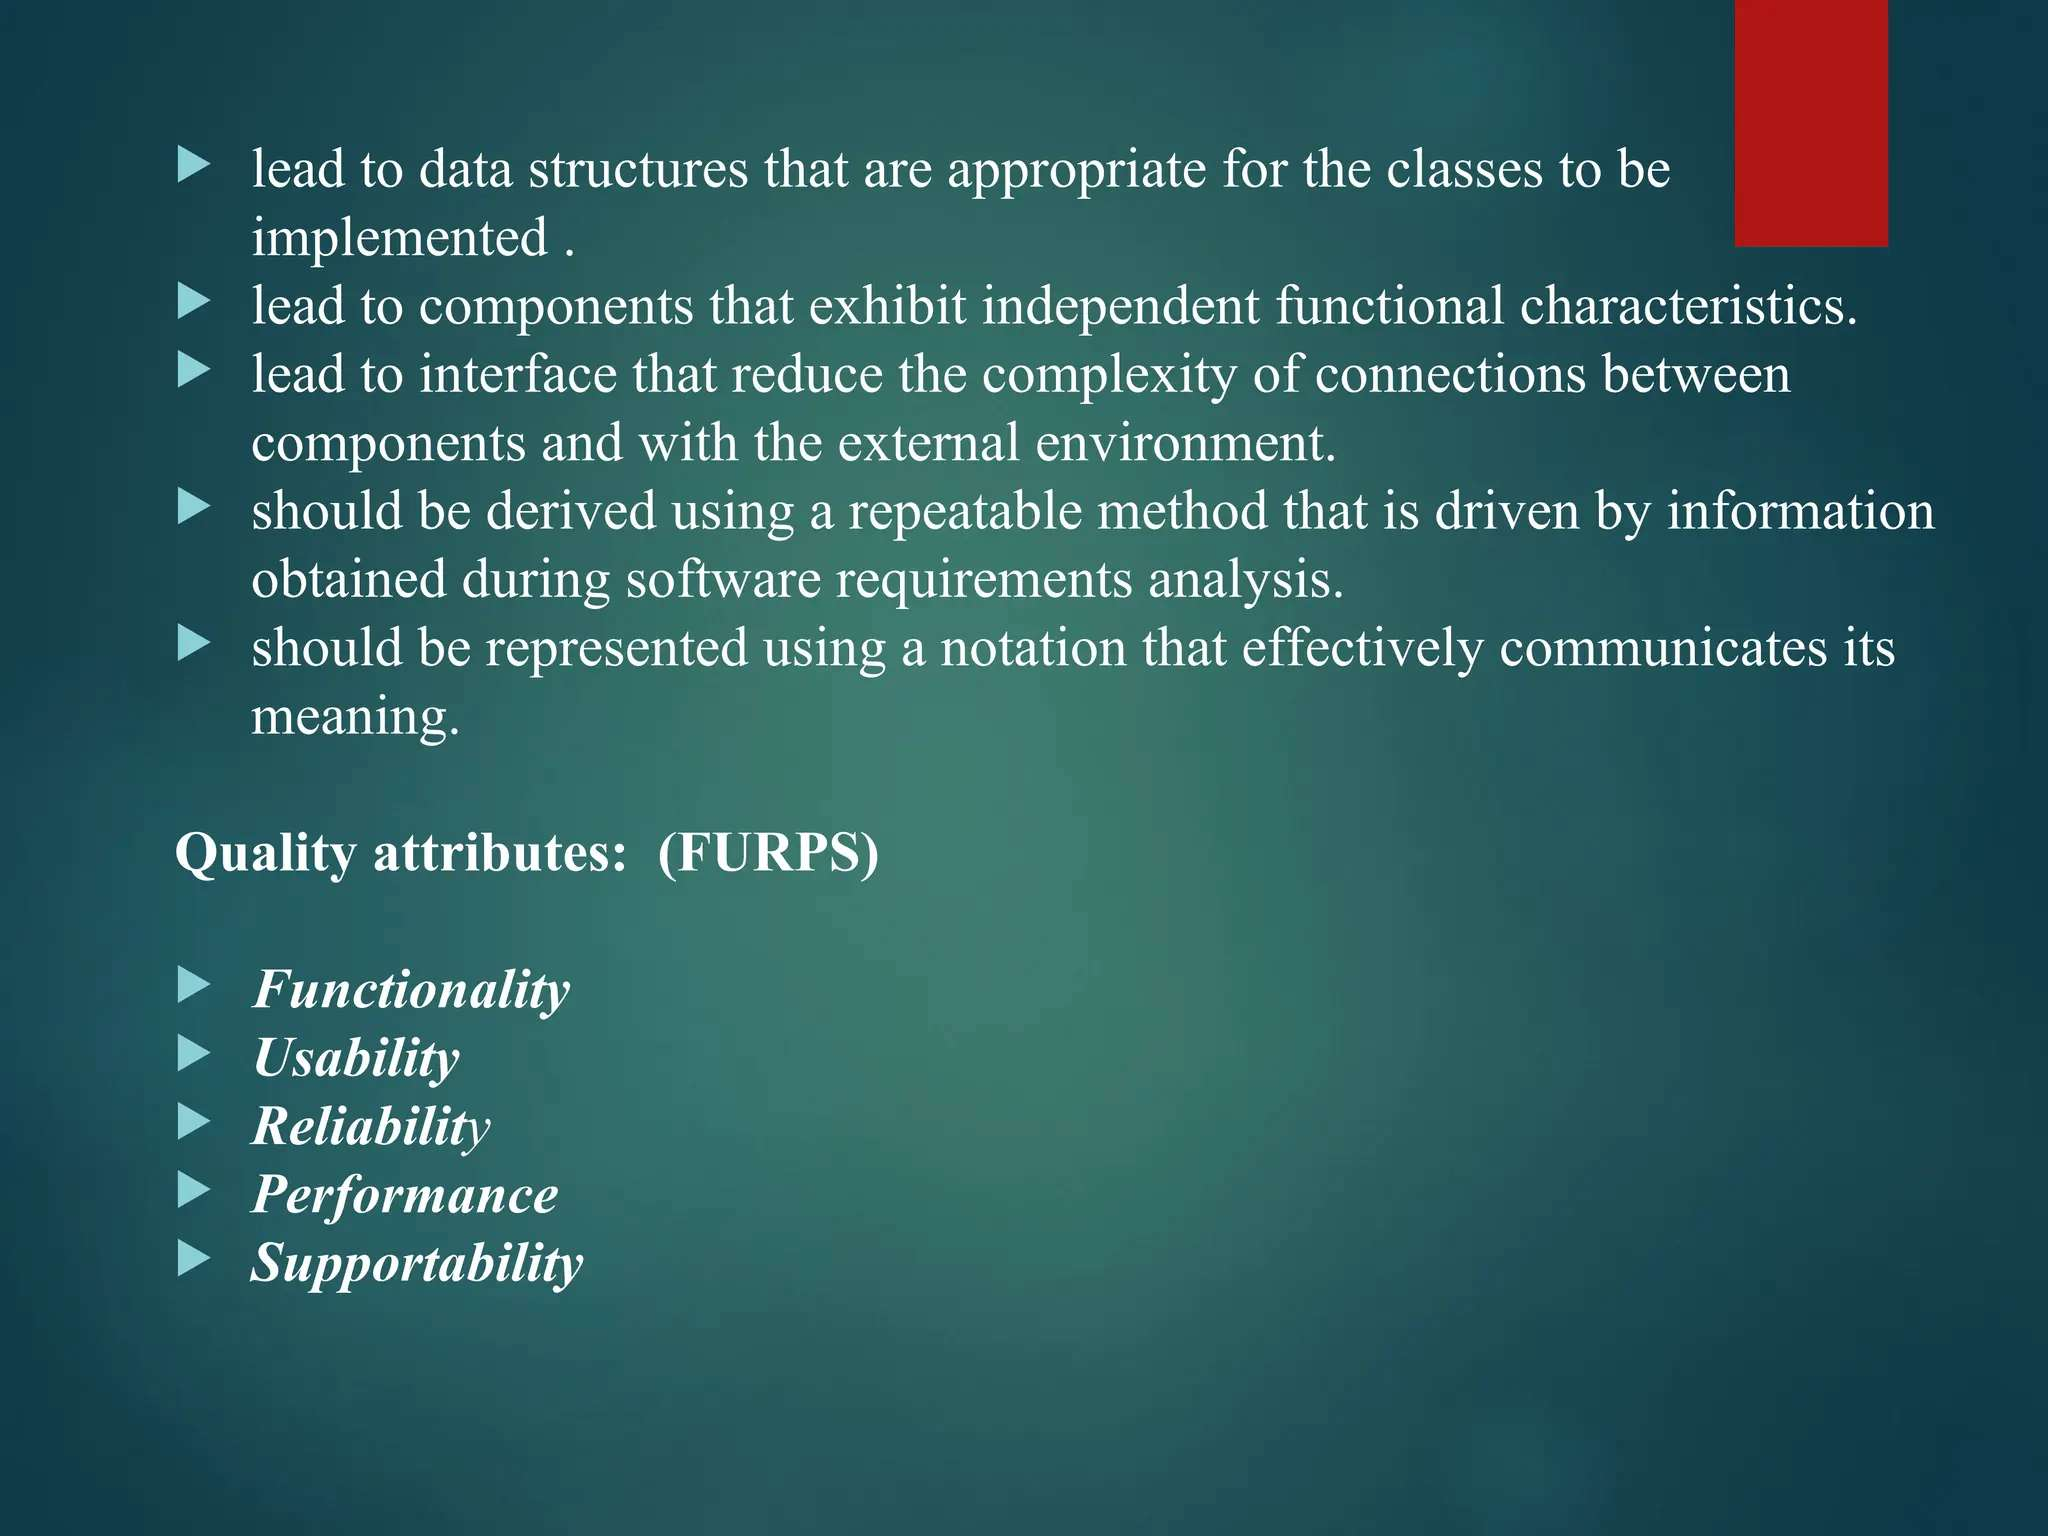 lead to data structures that are appropriate for the classes to be
implemented .
lead to components that exhibit independent functional characteristics.
lead to interface that reduce the complexity of connections between
components and with the external environment.
should be derived using a repeatable method that is driven by information
obtained during software requirements analysis.
should be represented using a notation that effectively communicates its
meaning.
Quality attributes:  (FURPS)
Functionality
Usability
Reliability
Performance
Supportability